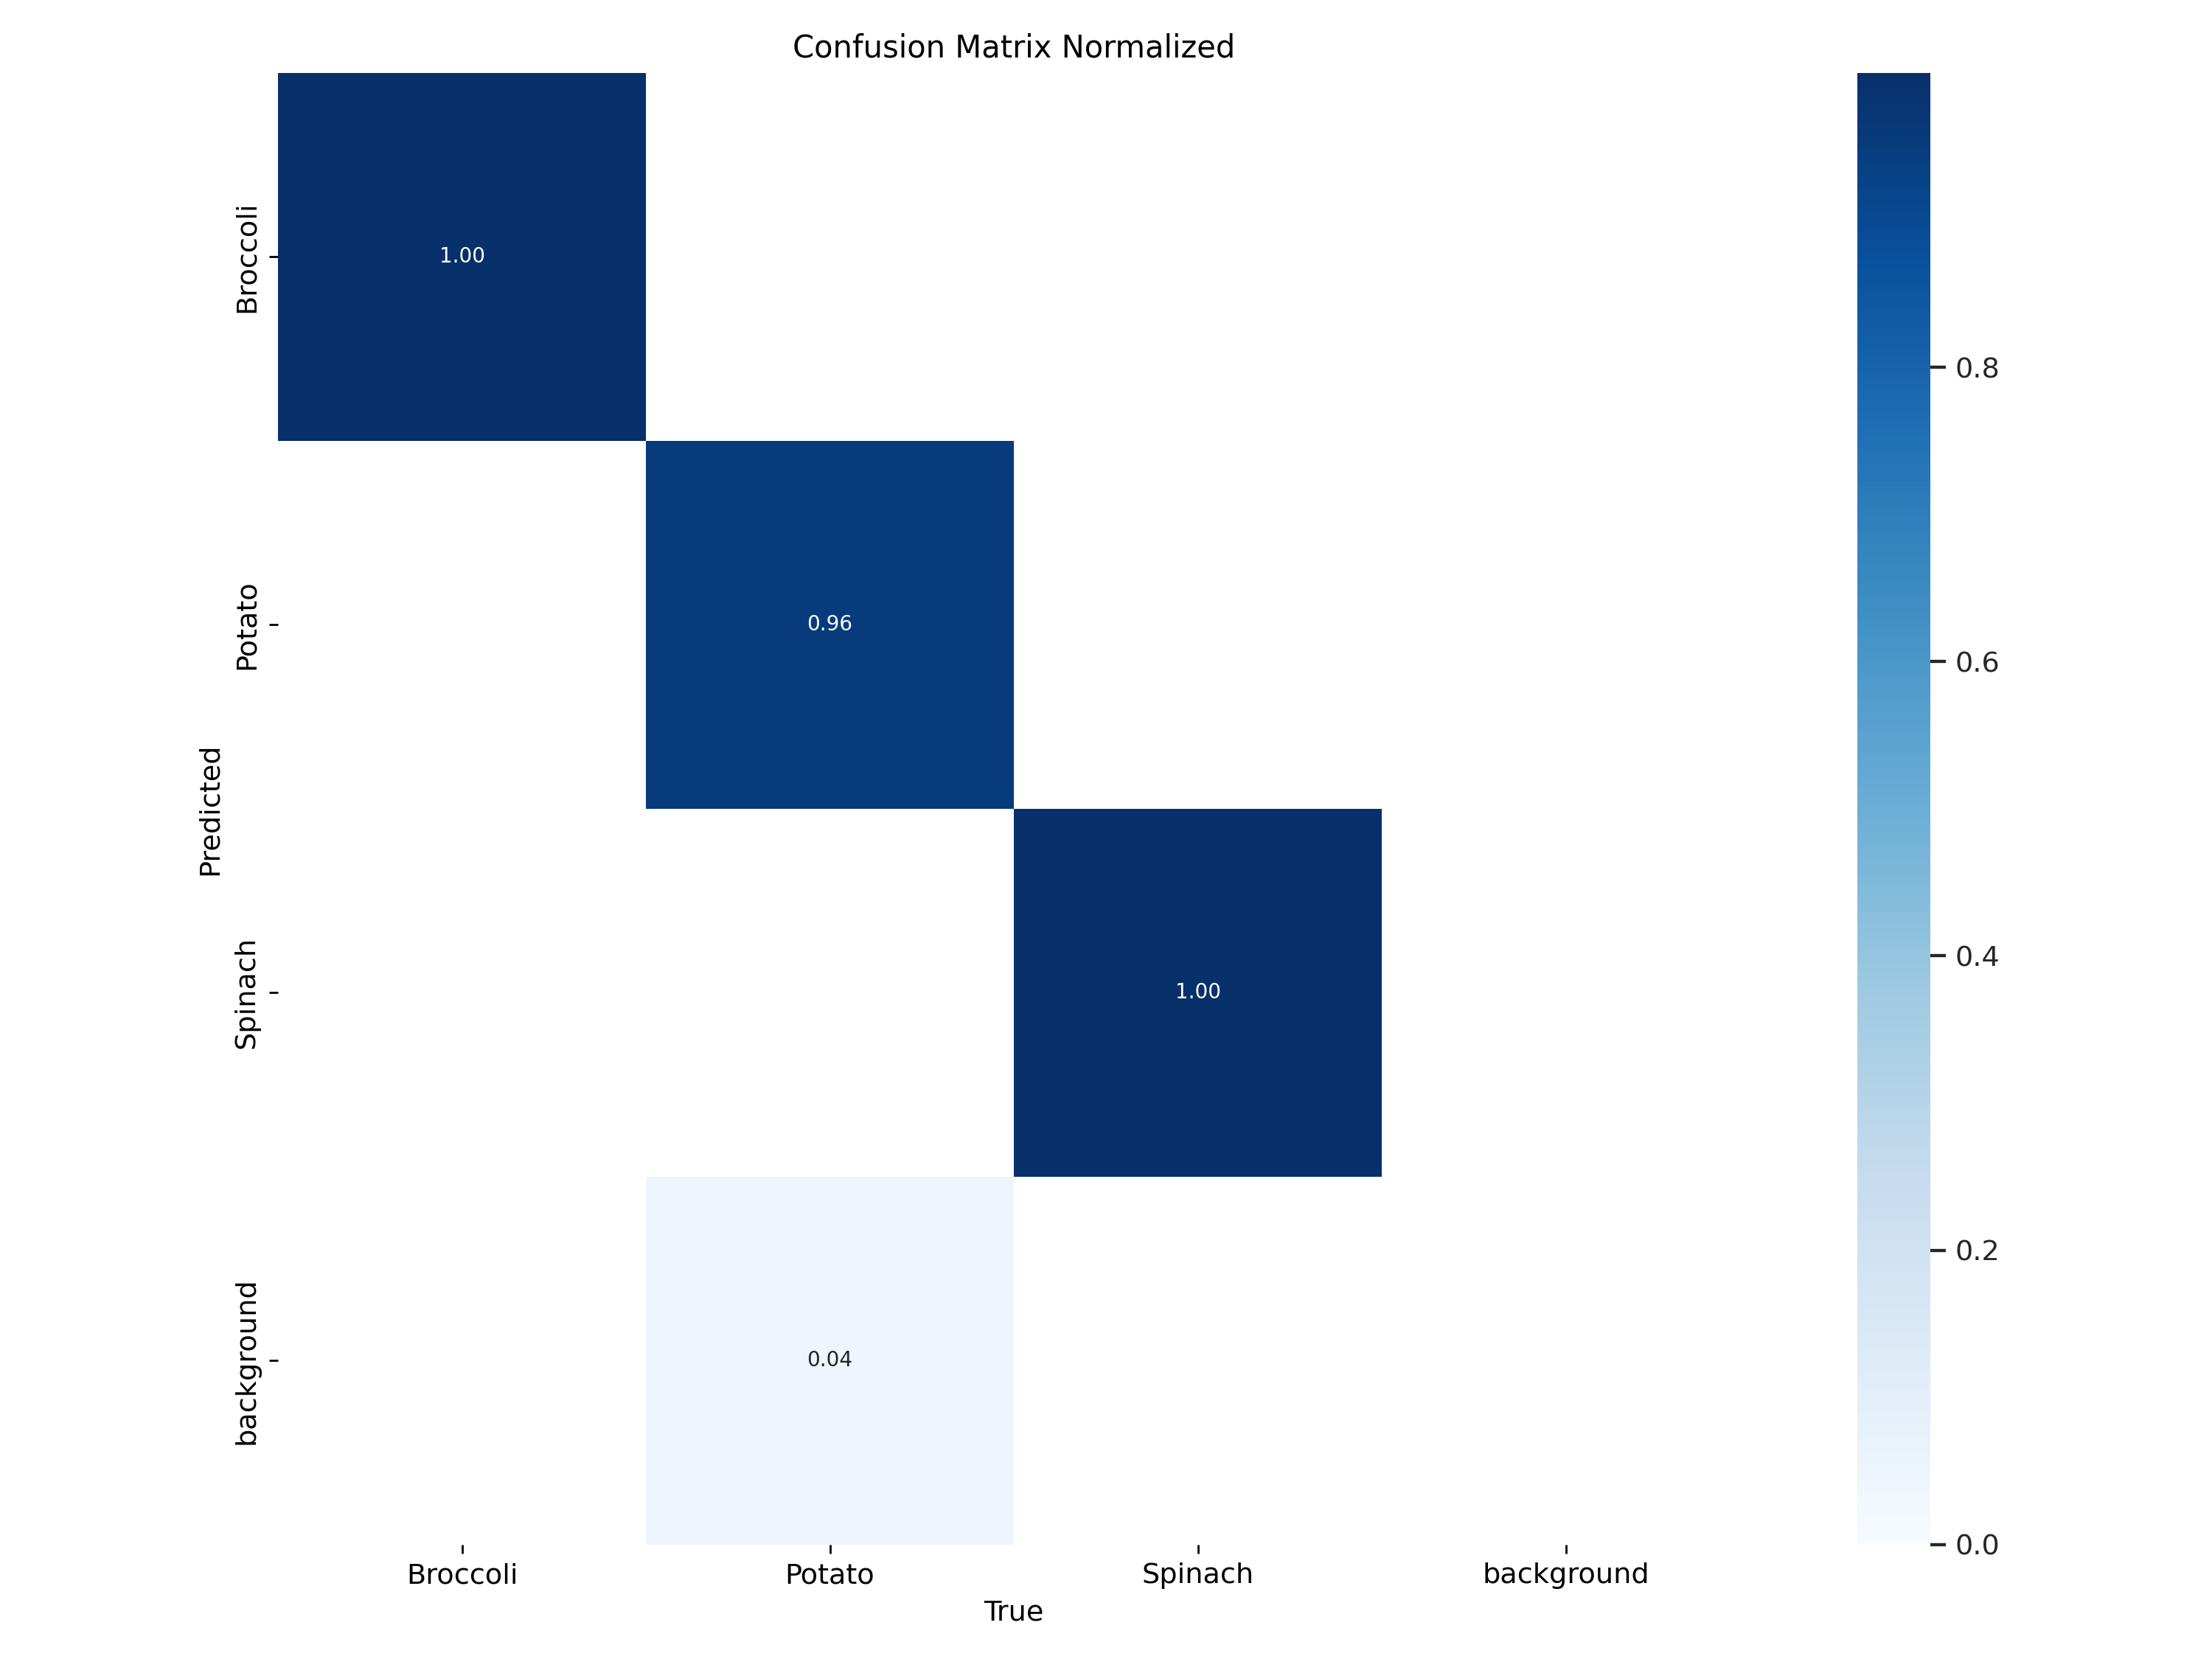 Confusion Matrix Normalized
Broccoli
Potato
Spinach
background
Predicted
1.00
0.96
1.00
0.04
Broccoli
Potato
Spinach
background
True
0.8
0.6
0.4
0.2
0.0